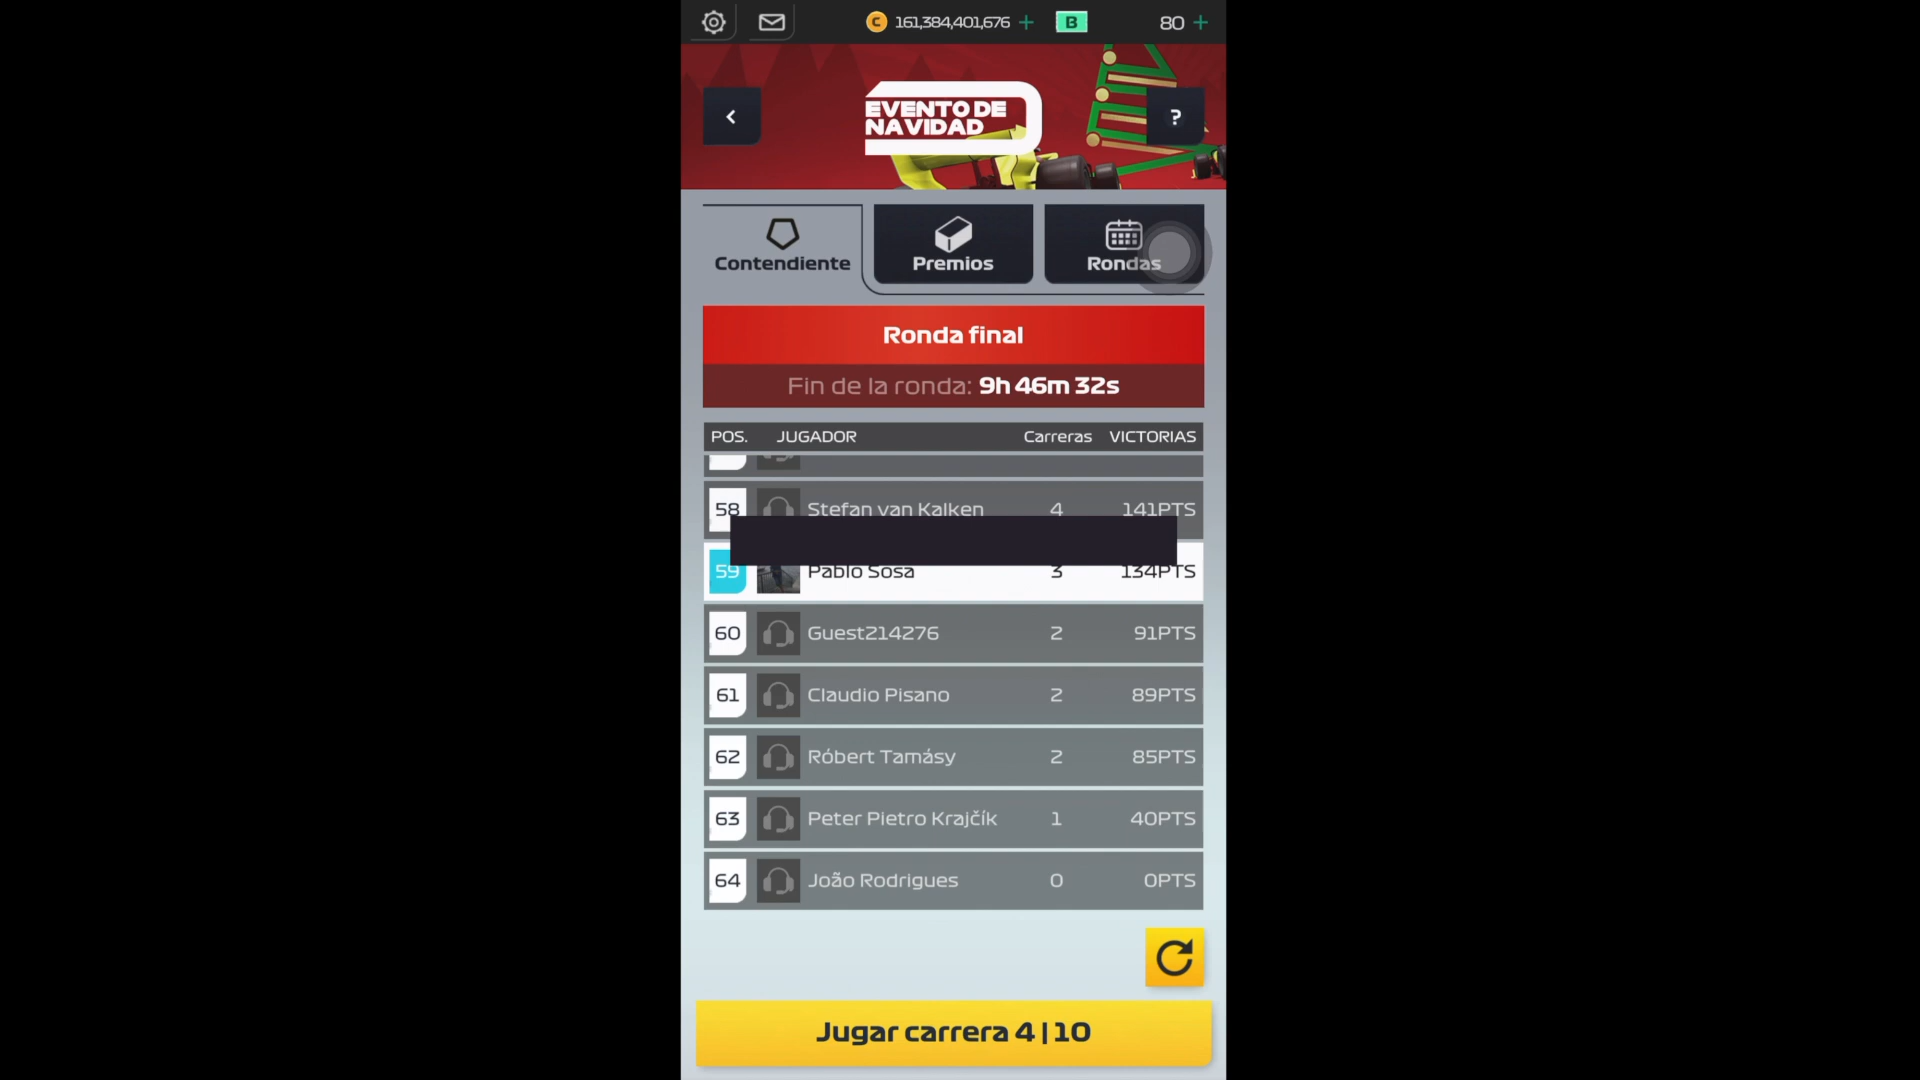 C 161,384,401,676 + B 80 +
EVENTO DE
NAVIDAD
?
Contendiente Premios Rondas
Ronda final
Fin de la ronda: 9h 46m 32s
POS. JUGADOR Carreras VICTORIAS
58 Stefan van Kalken 4 141PTS
59 Pablo Sosa 3 134PTS
60 Guest214276 2 91PTS
61 Claudio Pisano 2 89PTS
62 Róbert Tamásy 2 85PTS
63 Peter Pietro Krajčík 1 40PTS
64 João Rodrigues 0 0PTS
Jugar carrera 4|10